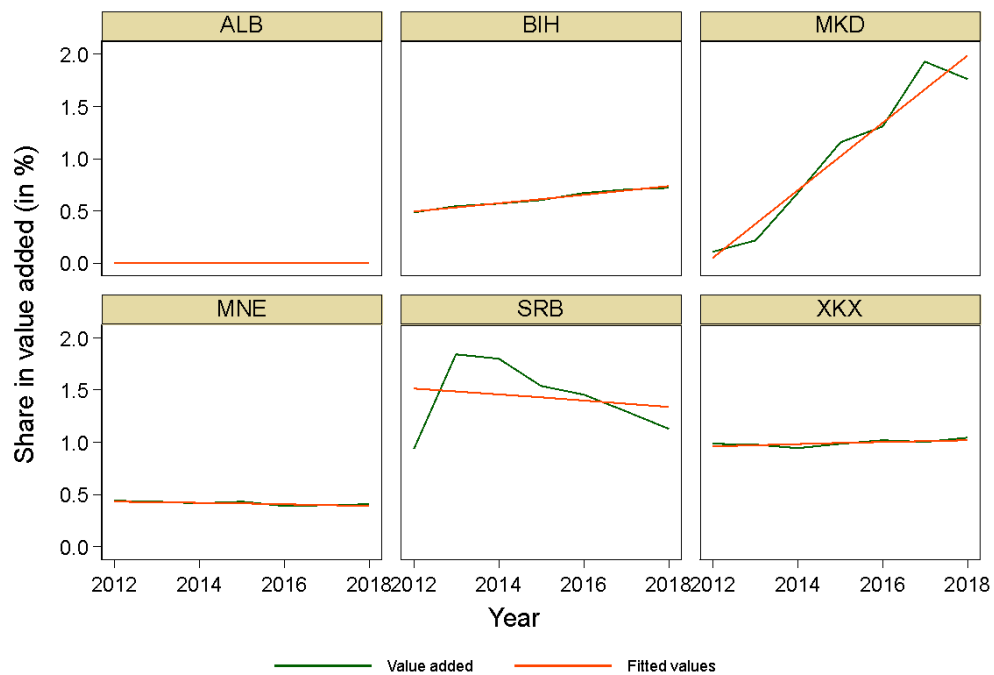 ALB BIH MKD
2.0
1.5
1.0
0.5
0.0
MNE SRB XKX
2.0
1.5
1.0
0.5
0.0
Share in value added (in %)
2012 2014 2016 2018 2012 2014 2016 2018 2012 2014 2016 2018
Year
Value added Fitted values